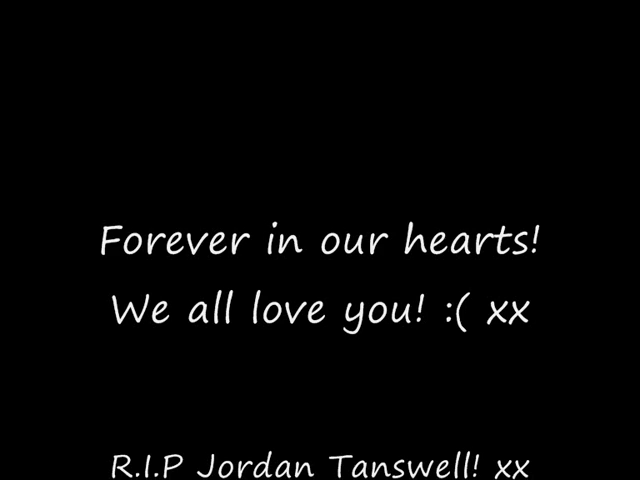 Forever in our hearts!
We all love you! :( xx
R.I.P Jordan Tanswell! xx